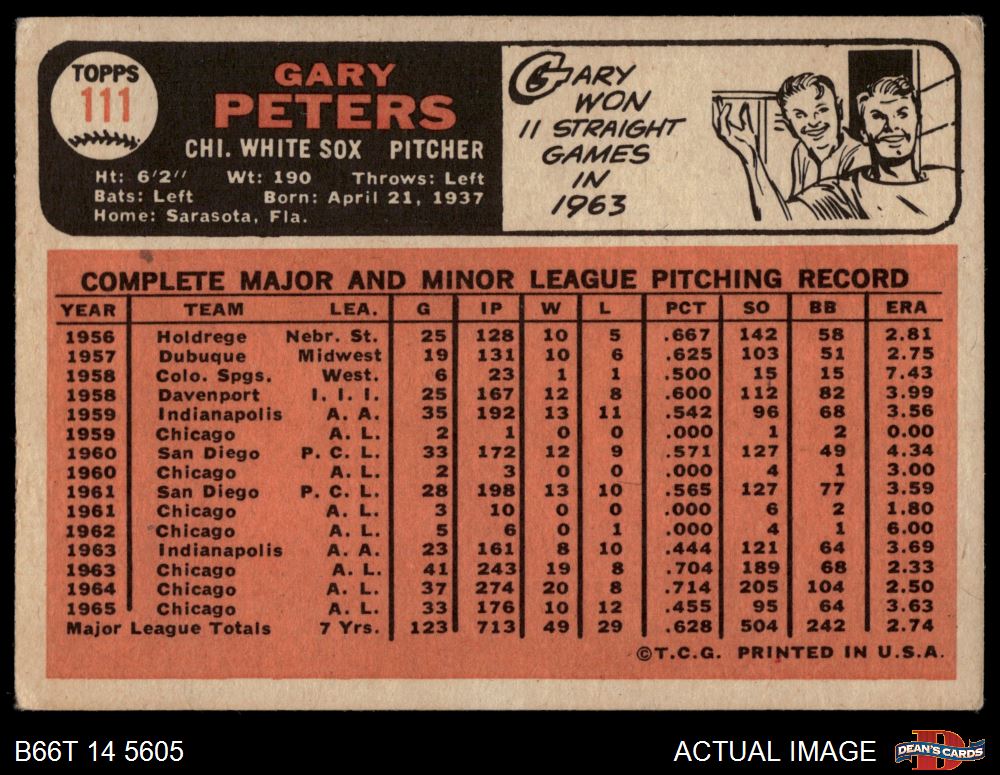 TOPPS
111
GARY
PETERS
CHI. WHITE SOX PITCHER
Ht: 6'2" Wt: 190 Throws: Left
Bats: Left Born: April 21, 1937
Home: Sarasota, Fla.
GARY
WON
11 STRAIGHT
GAMES
IN
1963
COMPLETE MAJOR AND MINOR LEAGUE PITCHING RECORD
YEAR TEAM LEA. G IP W L PCT SO BB ERA
1956 Holdrege Nebr. St. 25 128 10 5 .667 142 58 2.81
1957 Dubuque Midwest 19 131 10 6 .625 103 51 2.75
1958 Colo. Spgs. West. 6 23 1 1 .500 15 15 7.43
1958 Davenport I. I. I. 25 167 12 8 .600 112 82 3.99
1959 Indianapolis A. A. 35 192 13 11 .542 96 68 3.56
1959 Chicago A. L. 2 1 0 0 .000 1 2 0.00
1960 San Diego P. C. L. 33 172 12 9 .571 127 49 4.34
1960 Chicago A. L. 2 3 0 0 .000 4 1 3.00
1961 San Diego P. C. L. 28 198 13 10 .565 127 77 3.59
1961 Chicago A. L. 3 10 0 0 .000 6 2 1.80
1962 Chicago A. L. 5 6 0 1 .000 4 1 6.00
1963 Indianapolis A. A. 23 161 8 10 .444 121 64 3.69
1963 Chicago A. L. 41 243 19 8 .704 189 68 2.33
1964 Chicago A. L. 37 274 20 8 .714 205 104 2.50
1965 Chicago A. L. 33 176 10 12 .455 95 64 3.63
Major League Totals 7 Yrs. 123 713 49 29 .628 504 242 2.74
©T.C.G. PRINTED IN U.S.A.
B66T 14 5605
ACTUAL IMAGE
D
DEAN'S CARDS